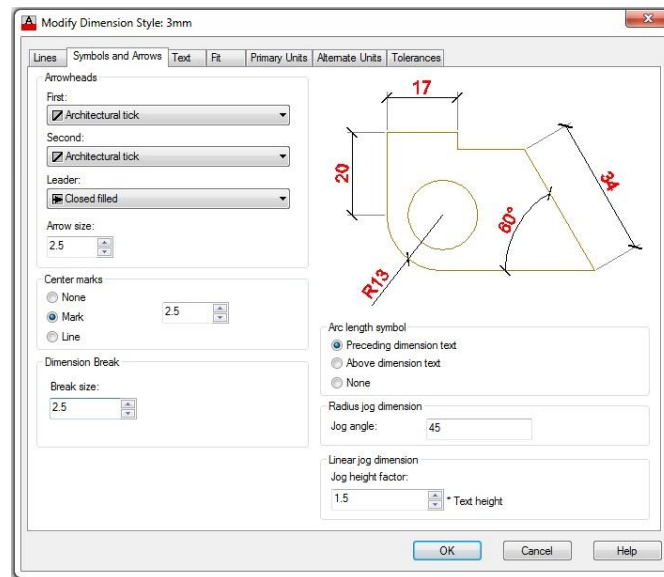 Modify Dimension Style: 3mm
Lines Symbols and Arrows Text Fit Primary Units Alternate Units Tolerances
Arrowheads
First:
Architectural tick
Second:
Architectural tick
Leader:
Closed filled
Arrow size:
2.5
Center marks
None
Mark
2.5
Line
Dimension Break
Break size:
2.5
17
20
34
60°
R13
Arc length symbol
Preceding dimension text
Above dimension text
None
Radius jog dimension
Jog angle: 45
Linear jog dimension
Jog height factor:
1.5 * Text height
OK Cancel Help